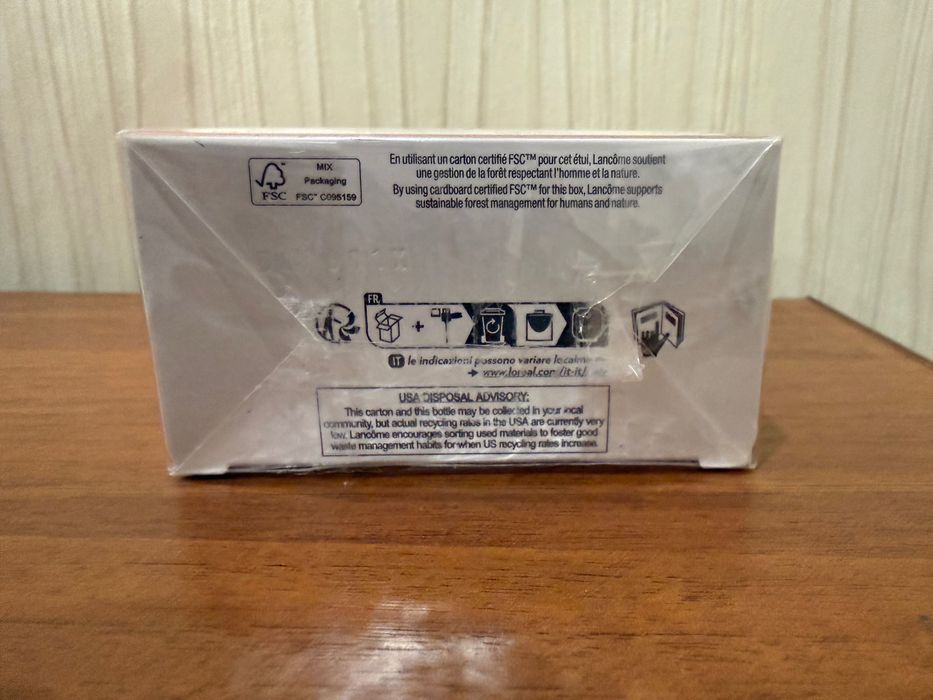 MIX
Packaging
FSC™ C095159
FSC
En utilisant un carton certifié FSC™ pour cet étui, Lancôme soutient
une gestion de la forêt respectant l'homme et la nature.
By using cardboard certified FSC™ for this box, Lancôme supports
sustainable forest management for humans and nature.
FR
+
IT le indicazioni possono variare
➔ www.loreal.com/it-it/
USA DISPOSAL ADVISORY:
This carton and this bottle may be collected in your local
community, but actual recycling rates in the USA are currently very
low. Lancôme encourages sorting used materials to foster good
waste management habits for when US recycling rates increase.